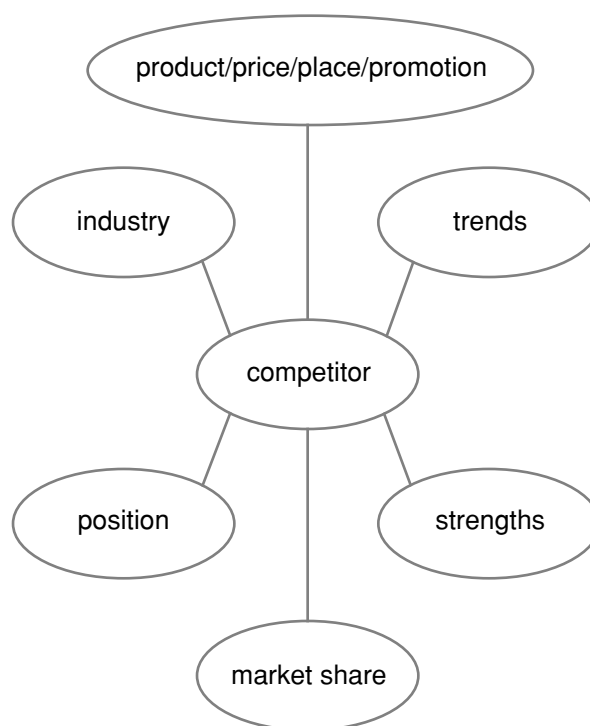 product/price/place/promotion
industry
trends
competitor
position
strengths
market share